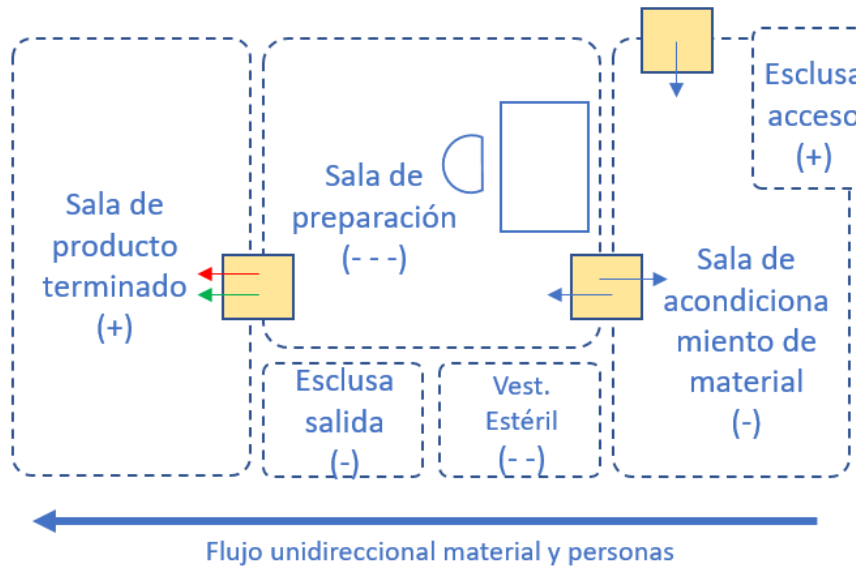 Sala de
producto
terminado
(+)
Sala de
preparación
(- - -)
Esclusa
acceso
(+)
Sala de
acondiciona
miento de
material
(-)
Esclusa
salida
(-)
Vest.
Estéril
(- -)
Flujo unidireccional material y personas